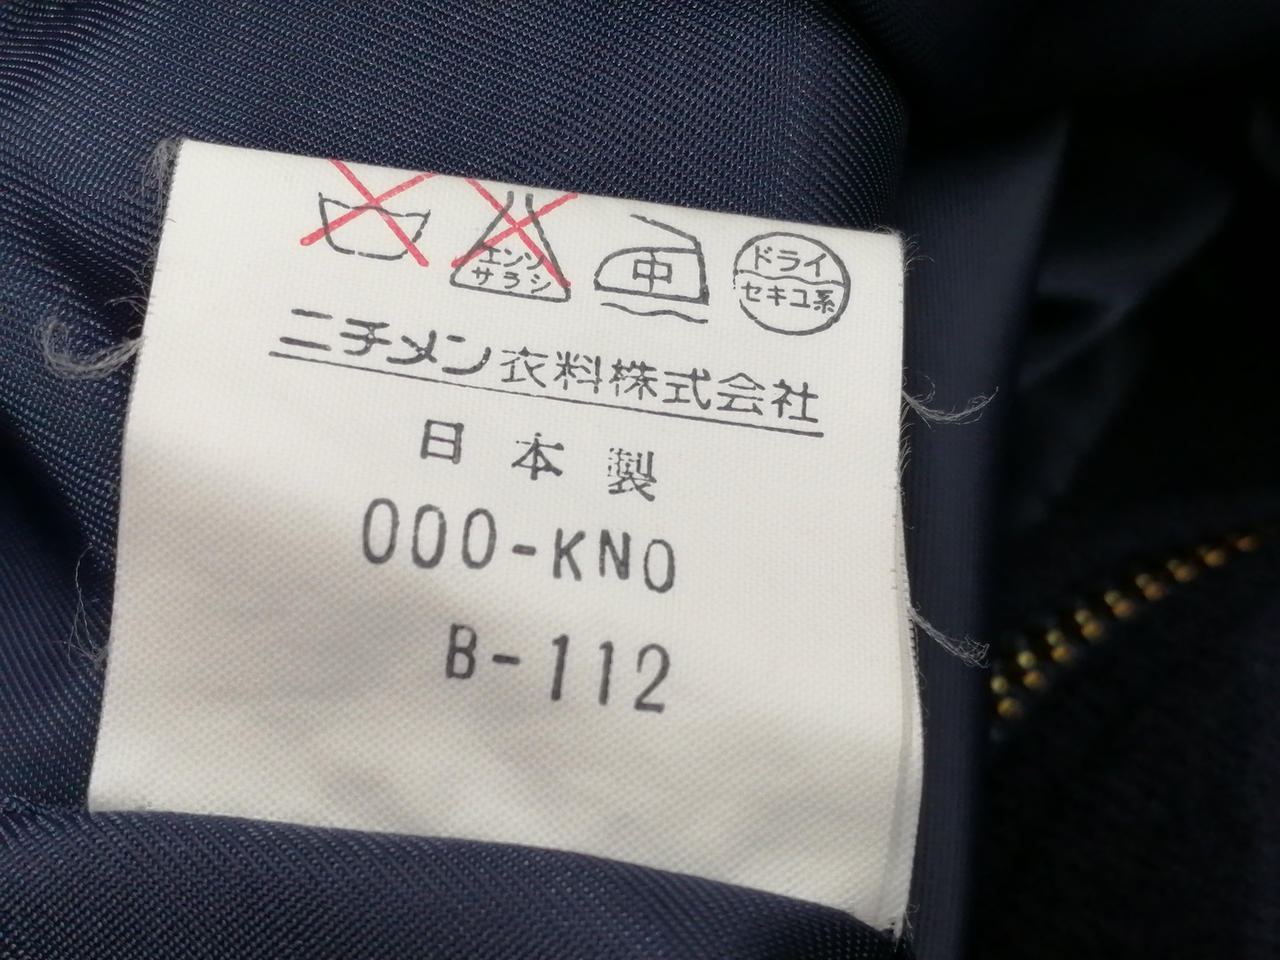 エンソ
サラシ
中
ドライ
セキユ系
ニチメン衣料株式会社
日本製
000-KNO
B-112